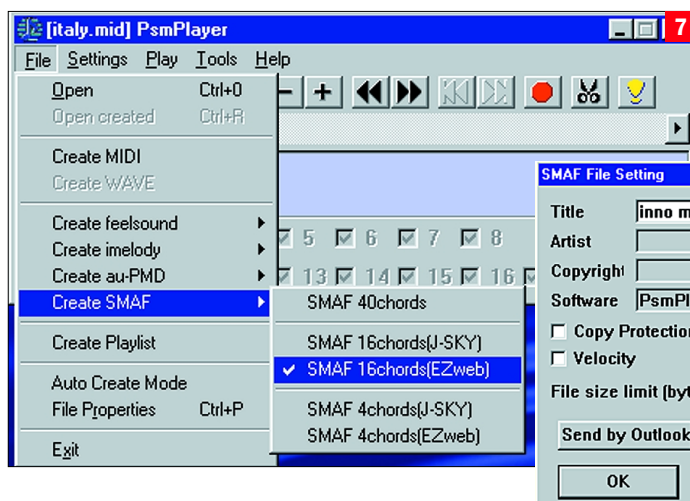 [italy.mid] PsmPlayer
7
File Settings Play Tools Help
Open Ctrl+O
Open created Ctrl+R
Create MIDI
Create WAVE
Create feelsound
Create imelody
Create au-PMD
Create SMAF
Create Playlist
Auto Create Mode
File Properties Ctrl+P
Exit
5 6 7 8
13 14 15 16
SMAF 40chords
SMAF 16chords(J-SKY)
SMAF 16chords(EZweb)
SMAF 4chords(J-SKY)
SMAF 4chords(EZweb)
SMAF File Setting
Title inno m
Artist
Copyright
Software PsmPl
Copy Protection
Velocity
File size limit (byt
Send by Outlook
OK